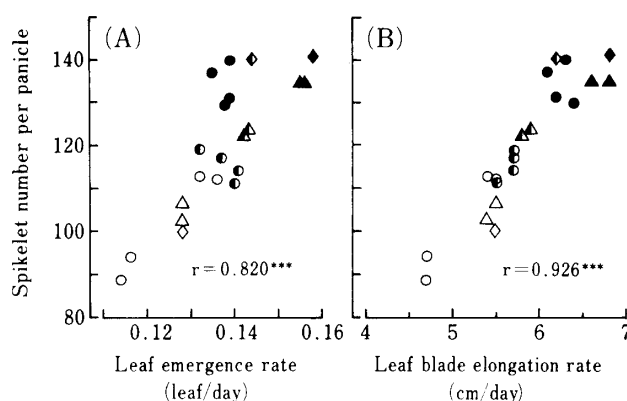 (A)
(B)
Spikelet number per panicle
140
120
100
80
r=0.820***
r=0.926***
0.12 0.14 0.16
4 5 6 7
Leaf emergence rate
(leaf/day)
Leaf blade elongation rate
(cm/day)